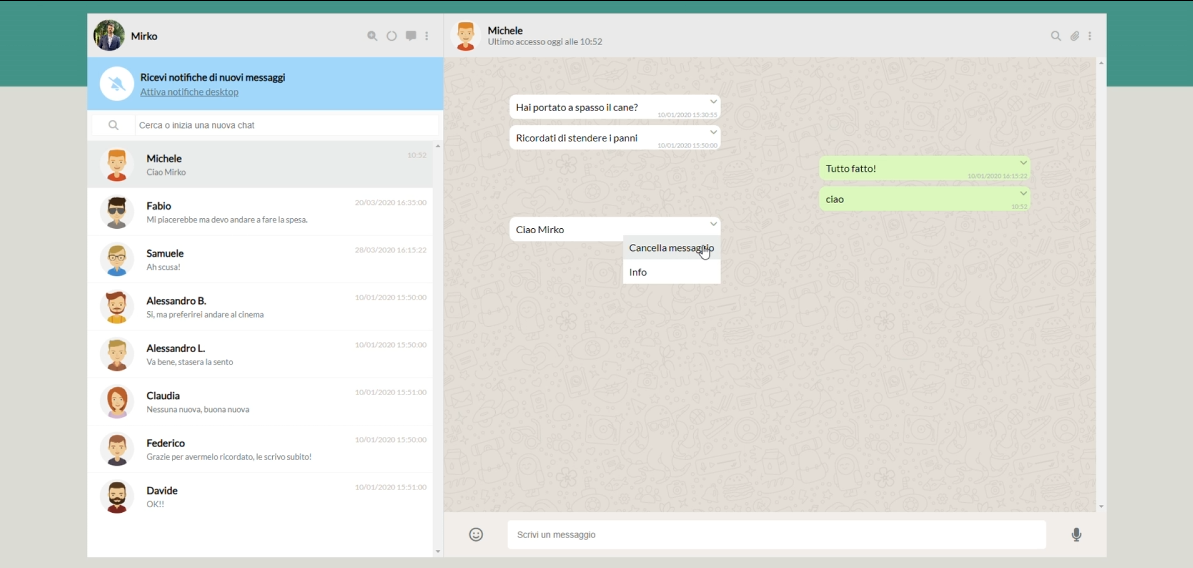 Mirko
Ricevi notifiche di nuovi messaggi
Attiva notifiche desktop
Cerca o inizia una nuova chat
Michele 10:52
Ciao Mirko
Fabio 20/03/2020 16:35:00
Mi piacerebbe ma devo andare a fare la spesa.
Samuele 28/03/2020 16:15:22
Ah scusa!
Alessandro B. 10/01/2020 15:50:00
Si, ma preferirei andare al cinema
Alessandro L. 10/01/2020 15:50:00
Va bene, stasera la sento
Claudia 10/01/2020 15:51:00
Nessuna nuova, buona nuova
Federico 10/01/2020 15:50:00
Grazie per avermelo ricordato, le scrivo subito!
Davide 10/01/2020 15:51:00
OK!!
Michele
Ultimo accesso oggi alle 10:52
Hai portato a spasso il cane?
10/01/2020 15:30:55
Ricordati di stendere i panni
10/01/2020 15:50:00
Tutto fatto!
10/01/2020 16:15:22
ciao
10:52
Ciao Mirko
Cancella messaggio
Info
Scrivi un messaggio